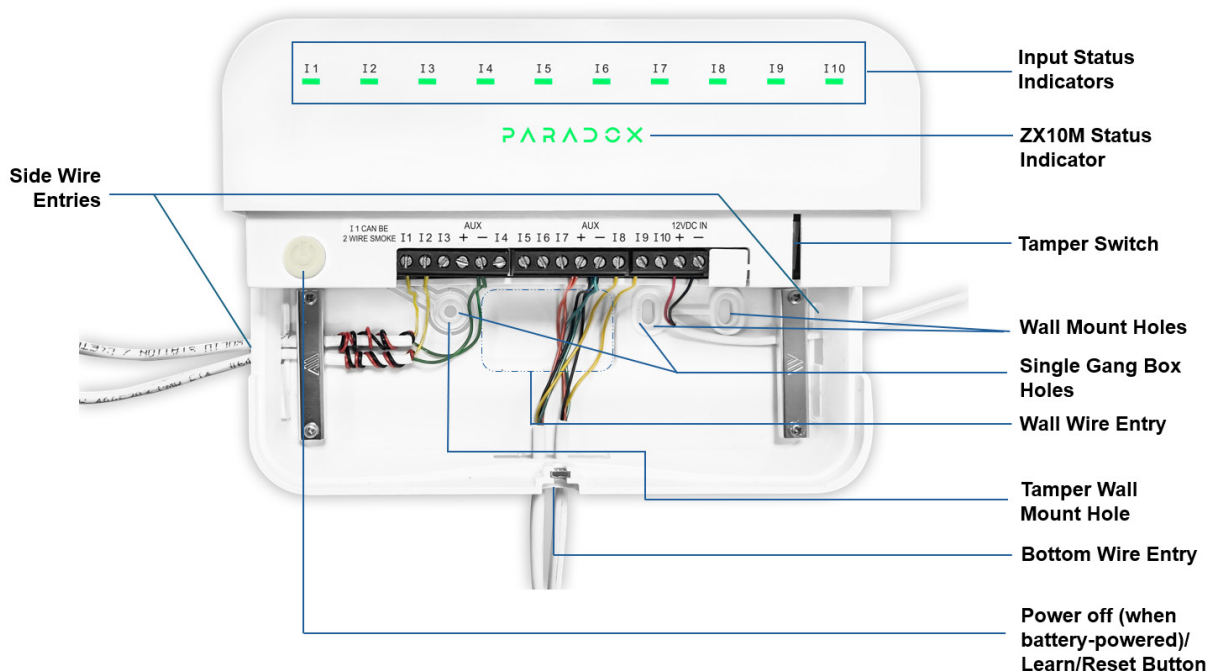 I1 I2 I3 I4 I5 I6 I7 I8 I9 I10
Input Status
Indicators
PARADOX
ZX10M Status
Indicator
Side Wire
Entries
I 1 CAN BE
2 WIRE SMOKE
AUX
AUX
12VDC IN
I1 I2 I3 + − I4 I5 I6 I7 + − I8 I9 I10 + −
Tamper Switch
Wall Mount Holes
Single Gang Box
Holes
Wall Wire Entry
Tamper Wall
Mount Hole
Bottom Wire Entry
Power off (when
battery-powered)/
Learn/Reset Button